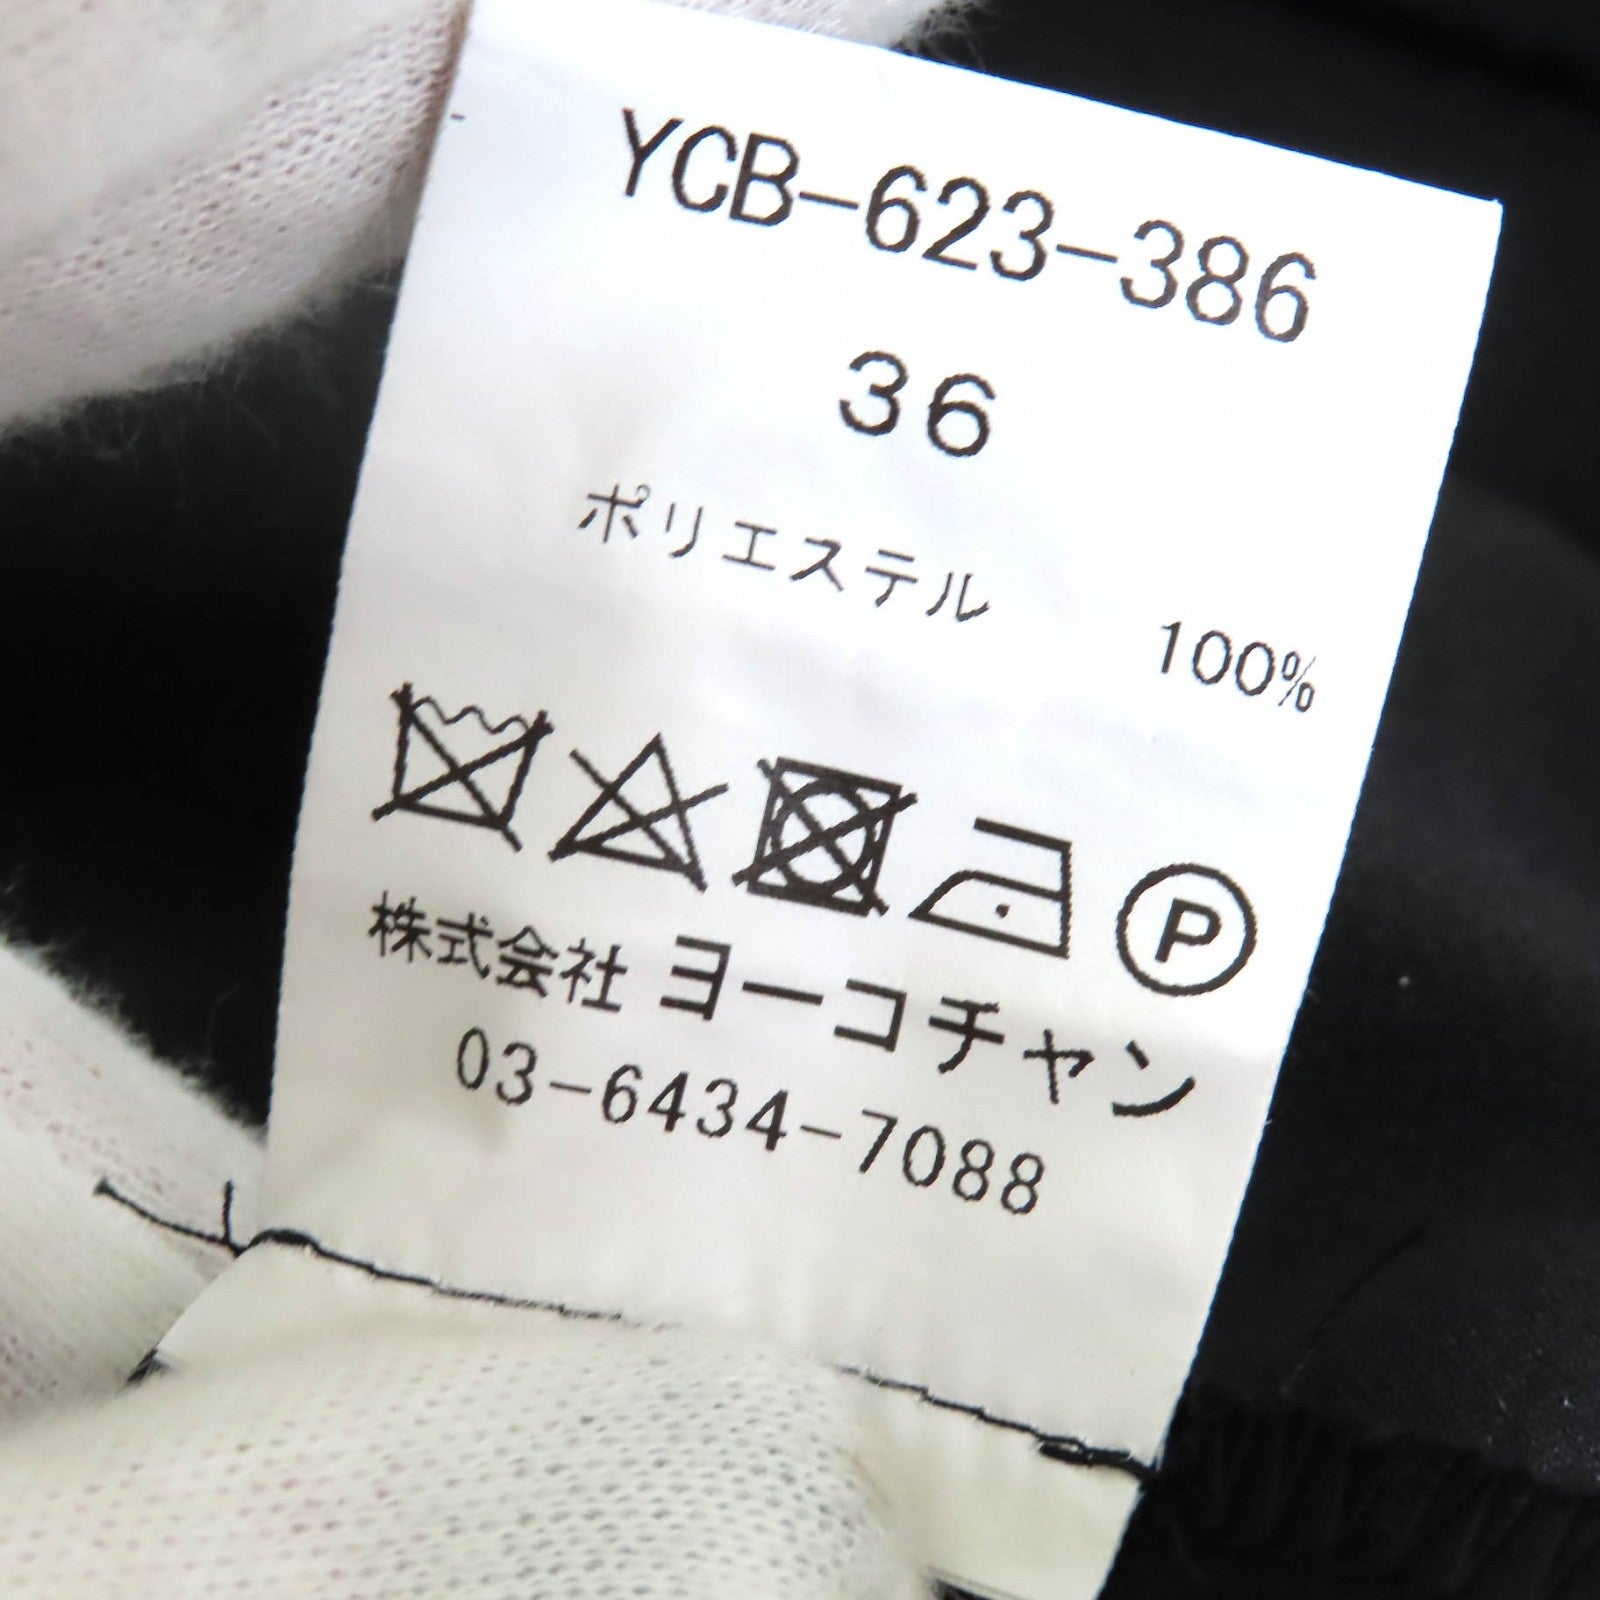 YCB-623-386
36
ポリエステル 100%
P
株式会社 ヨーコチャン
03-6434-7088